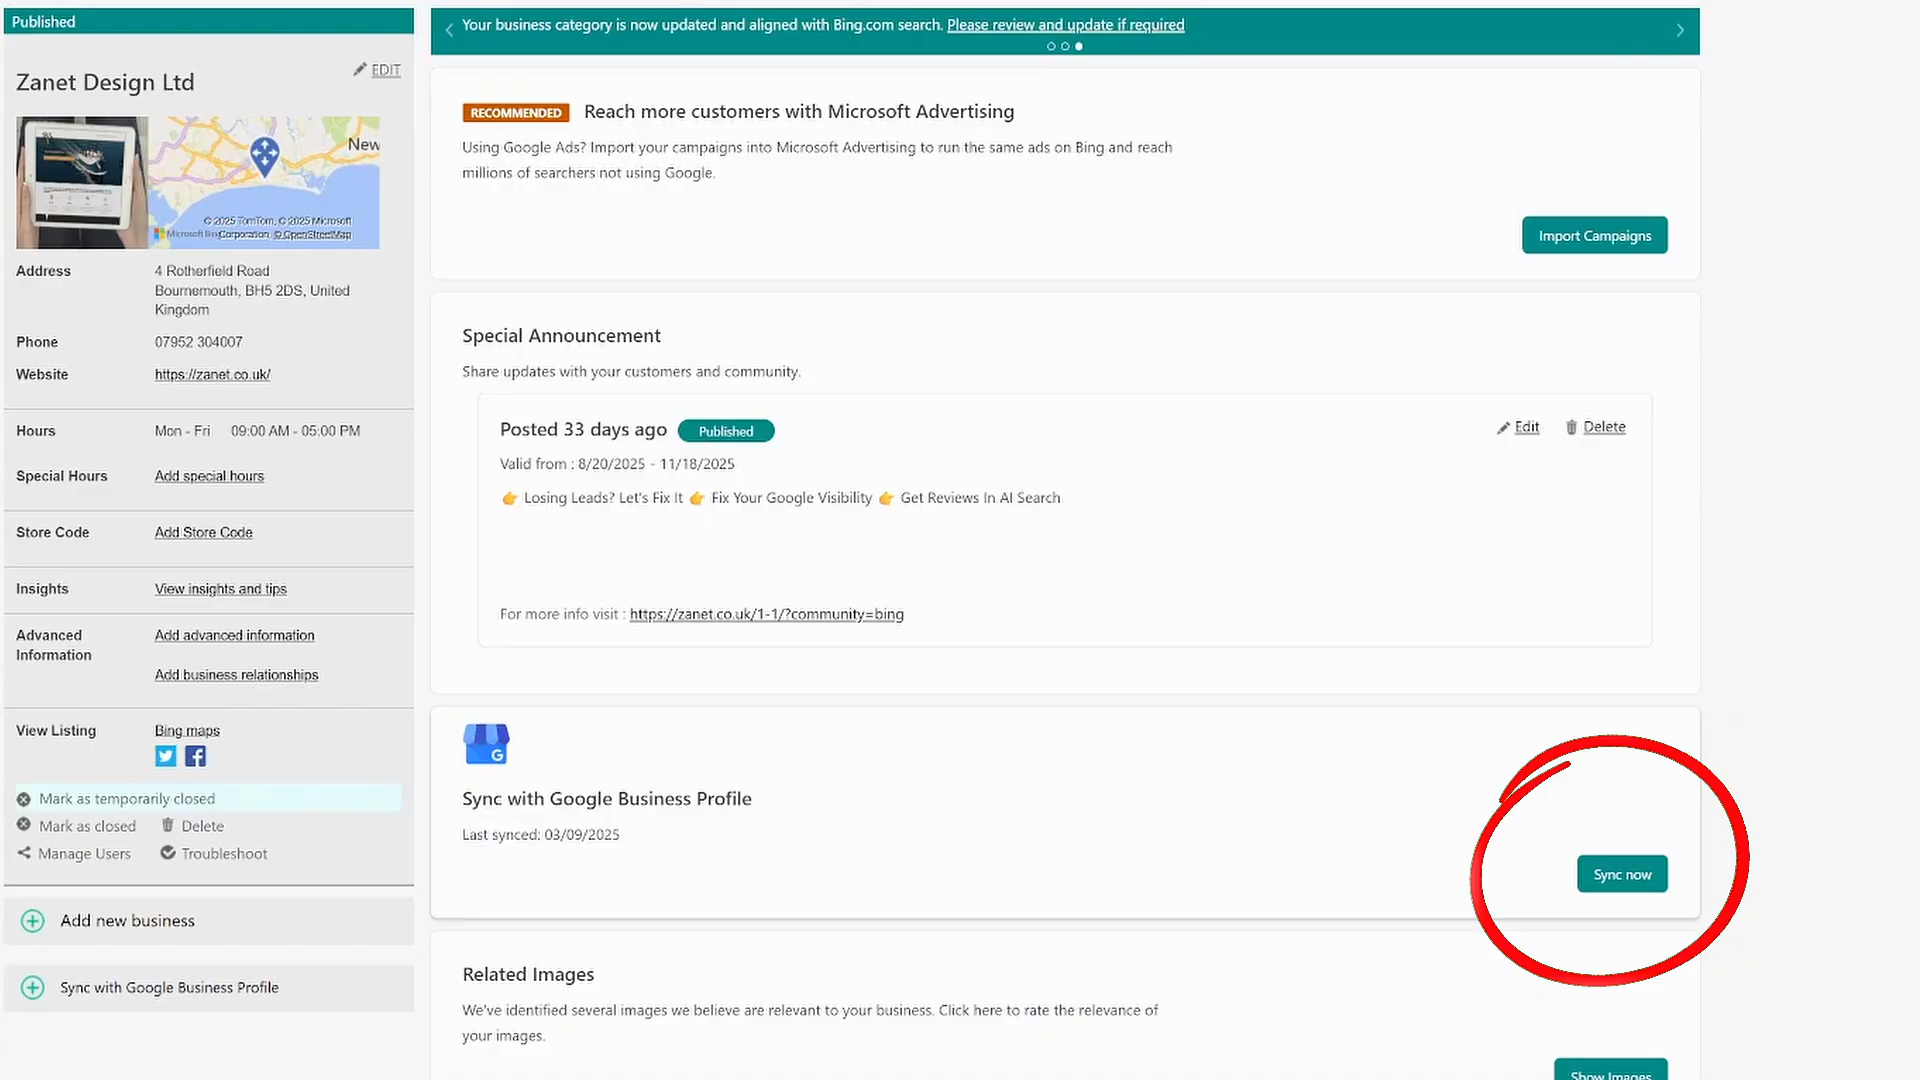 Published
Zanet Design Ltd
EDIT
New
© 2025 TomTom, © 2025 Microsoft
Microsoft Bing Corporation, © OpenStreetMap
Address
4 Rotherfield Road
Bournemouth, BH5 2DS, United
Kingdom
Phone
07952 304007
Website
https://zanet.co.uk/
Hours
Mon - Fri 09:00 AM - 05:00 PM
Special Hours
Add special hours
Store Code
Add Store Code
Insights
View insights and tips
Advanced
Information
Add advanced information
Add business relationships
View Listing
Bing maps
Mark as temporarily closed
Mark as closed
Delete
Manage Users
Troubleshoot
Add new business
Sync with Google Business Profile
Your business category is now updated and aligned with Bing.com search. Please review and update if required
RECOMMENDED
Reach more customers with Microsoft Advertising
Using Google Ads? Import your campaigns into Microsoft Advertising to run the same ads on Bing and reach
millions of searchers not using Google.
Import Campaigns
Special Announcement
Share updates with your customers and community.
Posted 33 days ago
Published
Edit
Delete
Valid from : 8/20/2025 - 11/18/2025
👉 Losing Leads? Let's Fix It 👉 Fix Your Google Visibility 👉 Get Reviews In AI Search
For more info visit : https://zanet.co.uk/1-1/?community=bing
G
Sync with Google Business Profile
Last synced: 03/09/2025
Sync now
Related Images
We've identified several images we believe are relevant to your business. Click here to rate the relevance of
your images.
Show Images